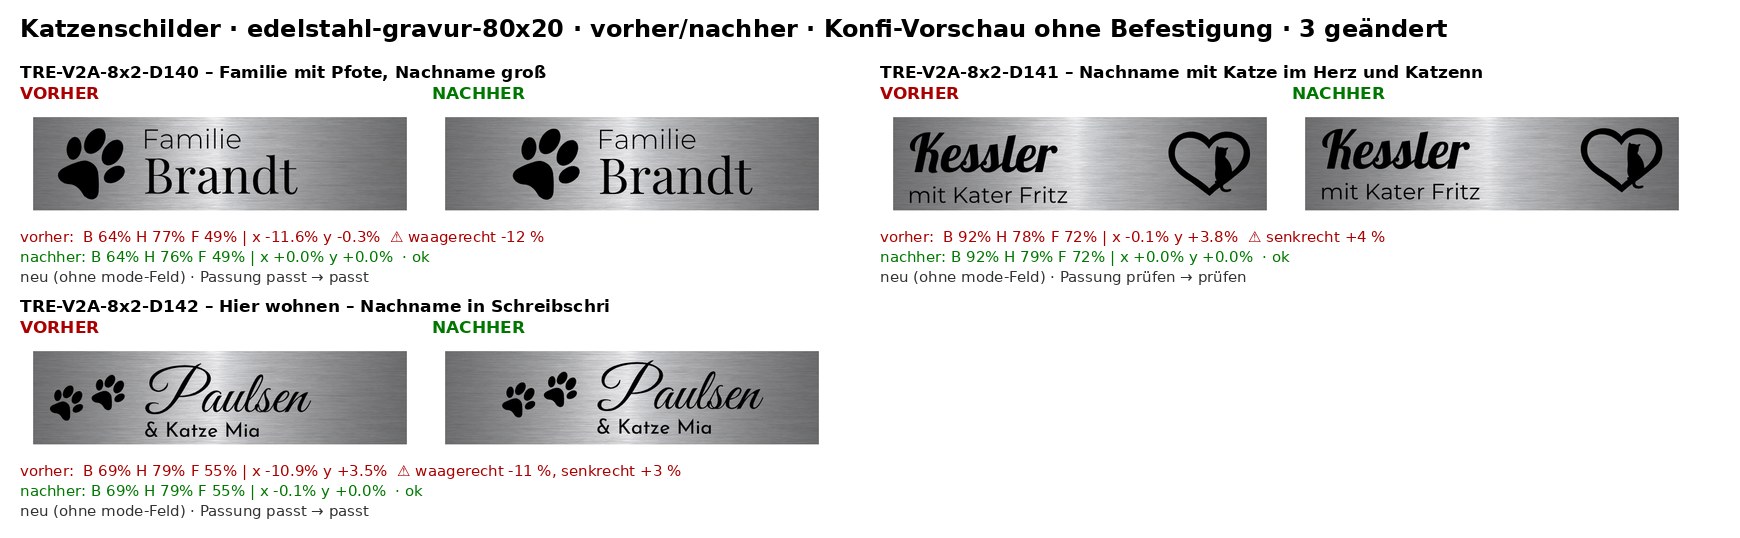 Katzenschilder · edelstahl-gravur-80x20 · vorher/nachher · Konfi-Vorschau ohne Befestigung · 3 geändert
TRE-V2A-8x2-D140 – Familie mit Pfote, Nachname groß
VORHER
NACHHER
Familie
Brandt
Familie
Brandt
vorher:  B 64% H 77% F 49% | x -11.6% y -0.3%  ⚠ waagerecht -12 %
nachher: B 64% H 76% F 49% | x +0.0% y +0.0%  · ok
neu (ohne mode-Feld) · Passung passt → passt
TRE-V2A-8x2-D141 – Nachname mit Katze im Herz und Katzenn
VORHER
NACHHER
Kessler
mit Kater Fritz
Kessler
mit Kater Fritz
vorher:  B 92% H 78% F 72% | x -0.1% y +3.8%  ⚠ senkrecht +4 %
nachher: B 92% H 79% F 72% | x +0.0% y +0.0%  · ok
neu (ohne mode-Feld) · Passung prüfen → prüfen
TRE-V2A-8x2-D142 – Hier wohnen – Nachname in Schreibschri
VORHER
NACHHER
Paulsen
& Katze Mia
Paulsen
& Katze Mia
vorher:  B 69% H 79% F 55% | x -10.9% y +3.5%  ⚠ waagerecht -11 %, senkrecht +3 %
nachher: B 69% H 79% F 55% | x -0.1% y +0.0%  · ok
neu (ohne mode-Feld) · Passung passt → passt